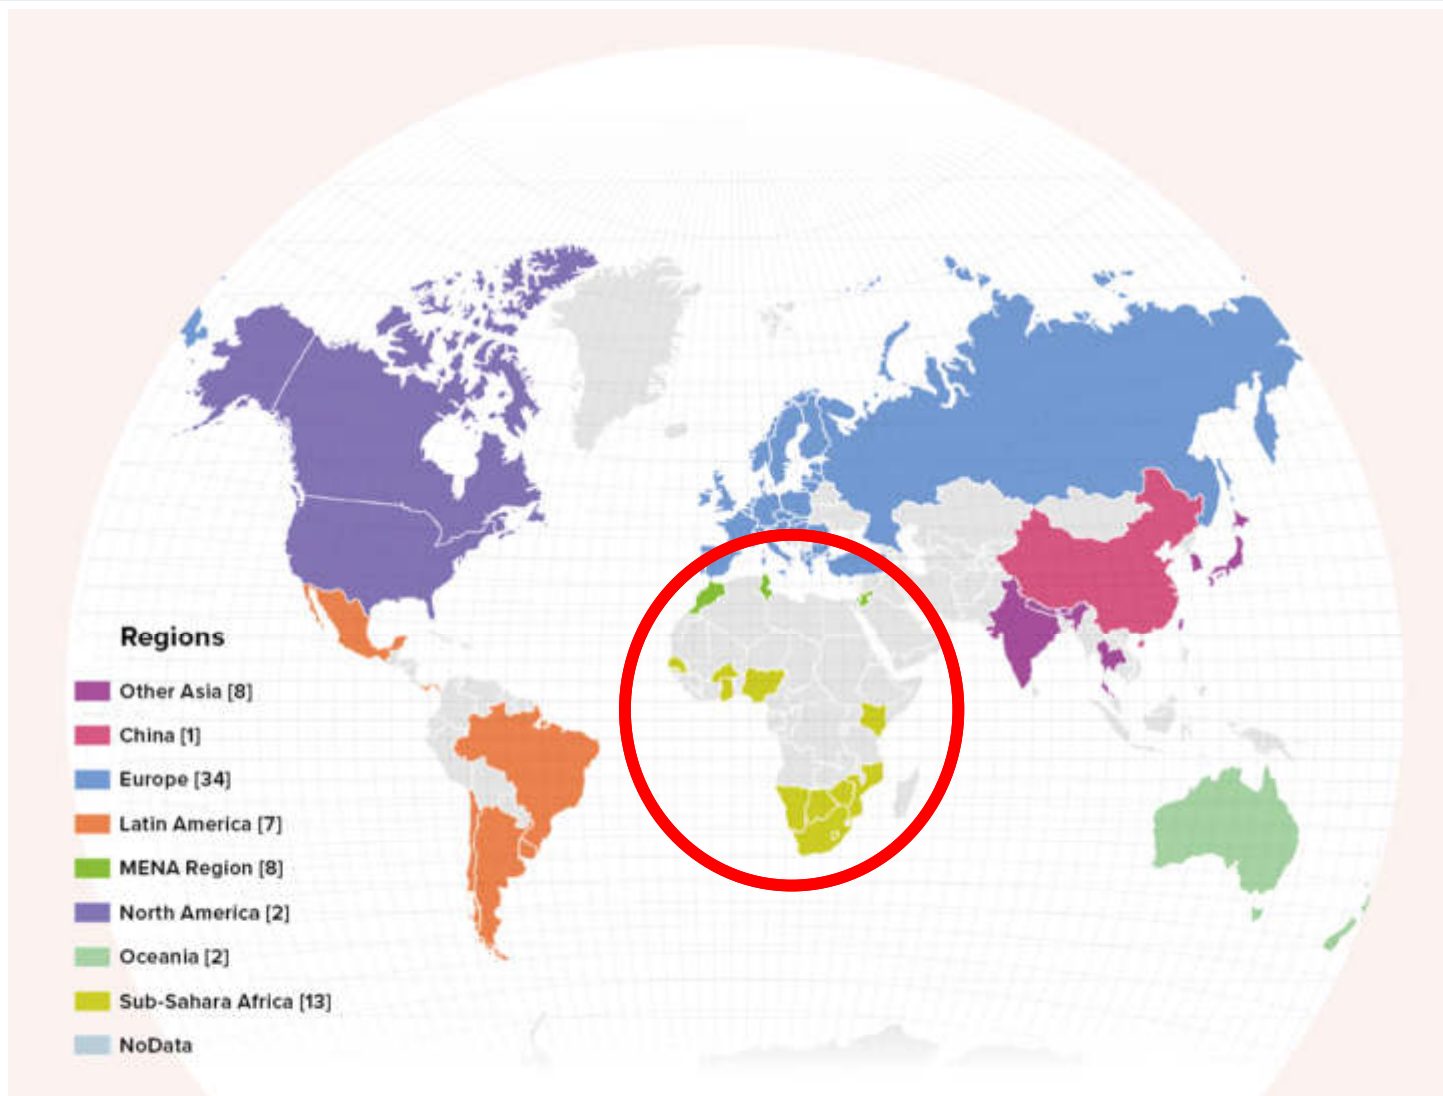 Regions
Other Asia [8]
China [1]
Europe [34]
Latin America [7]
MENA Region [8]
North America [2]
Oceania [2]
Sub-Sahara Africa [13]
NoData